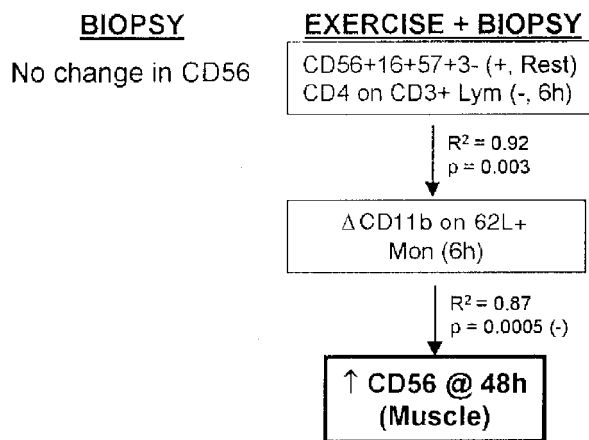 BIOPSY
No change in CD56
EXERCISE + BIOPSY
CD56+16+57+3- (+, Rest)
CD4 on CD3+ Lym (-, 6h)
R² = 0.92
p = 0.003
Δ CD11b on 62L+
Mon (6h)
R² = 0.87
p = 0.0005 (-)
↑ CD56 @ 48h
(Muscle)